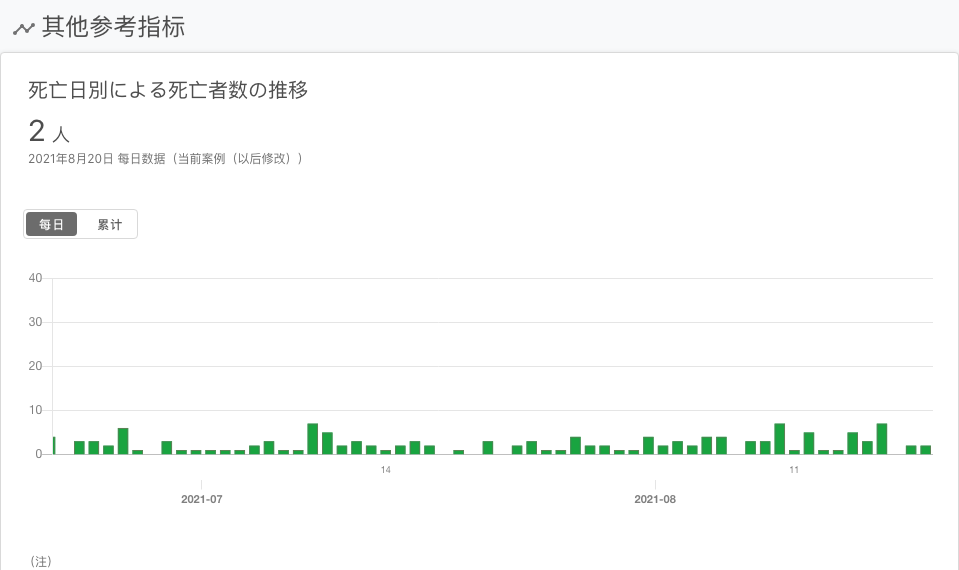 其他参考指标
死亡日別による死亡者数の推移
2 人
2021年8月20日 每日数据（当前案例（以后修改））
每日 累计
40
30
20
10
0
14 11
2021-07 2021-08
（注）